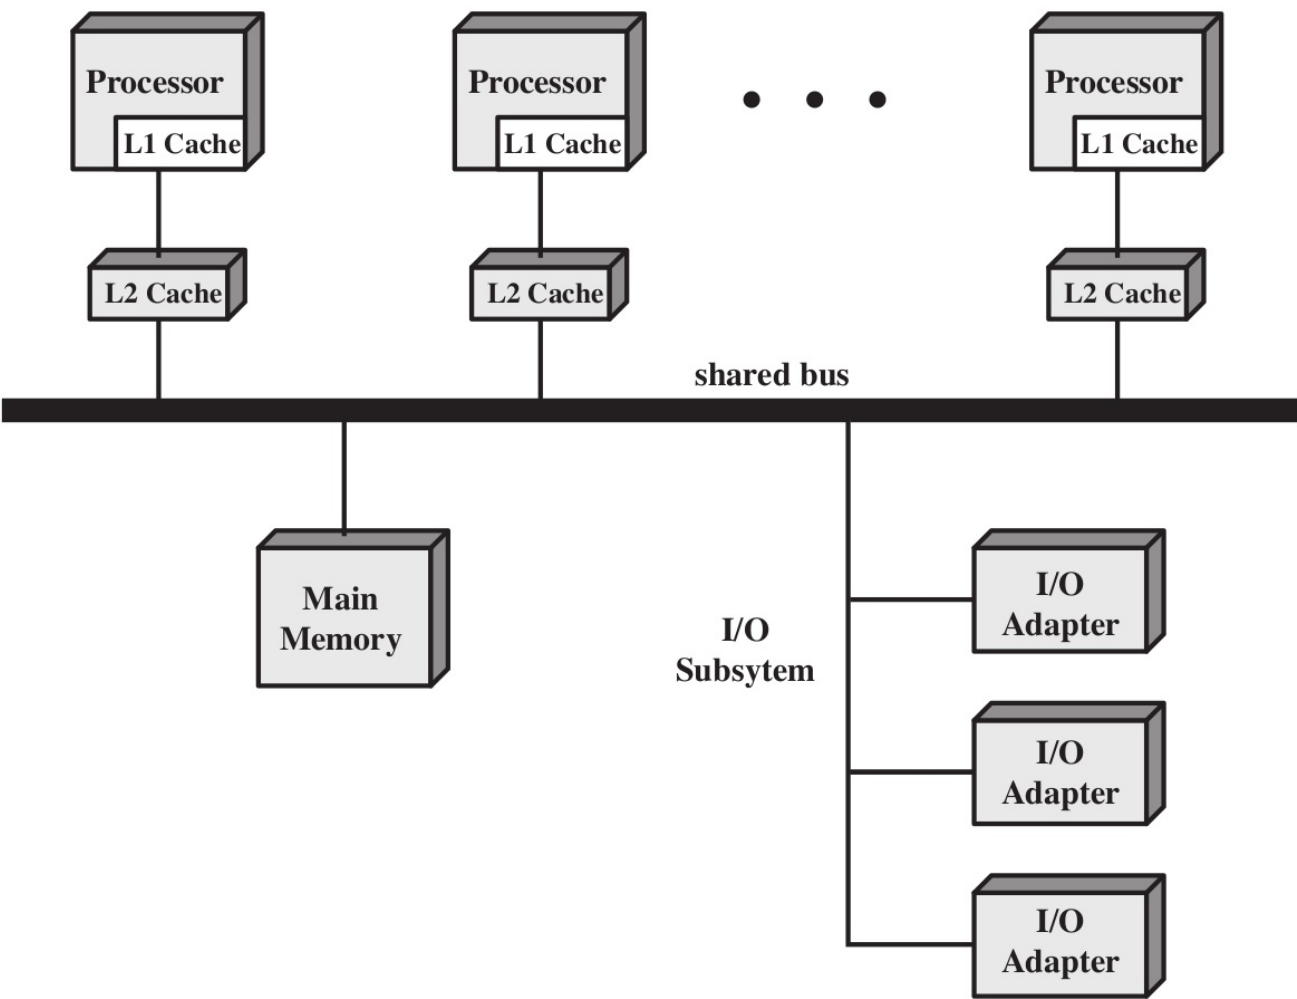 Processor
L1 Cache
Processor
L1 Cache
Processor
L1 Cache
L2 Cache
L2 Cache
L2 Cache
shared bus
Main
Memory
I/O
Subsytem
I/O
Adapter
I/O
Adapter
I/O
Adapter